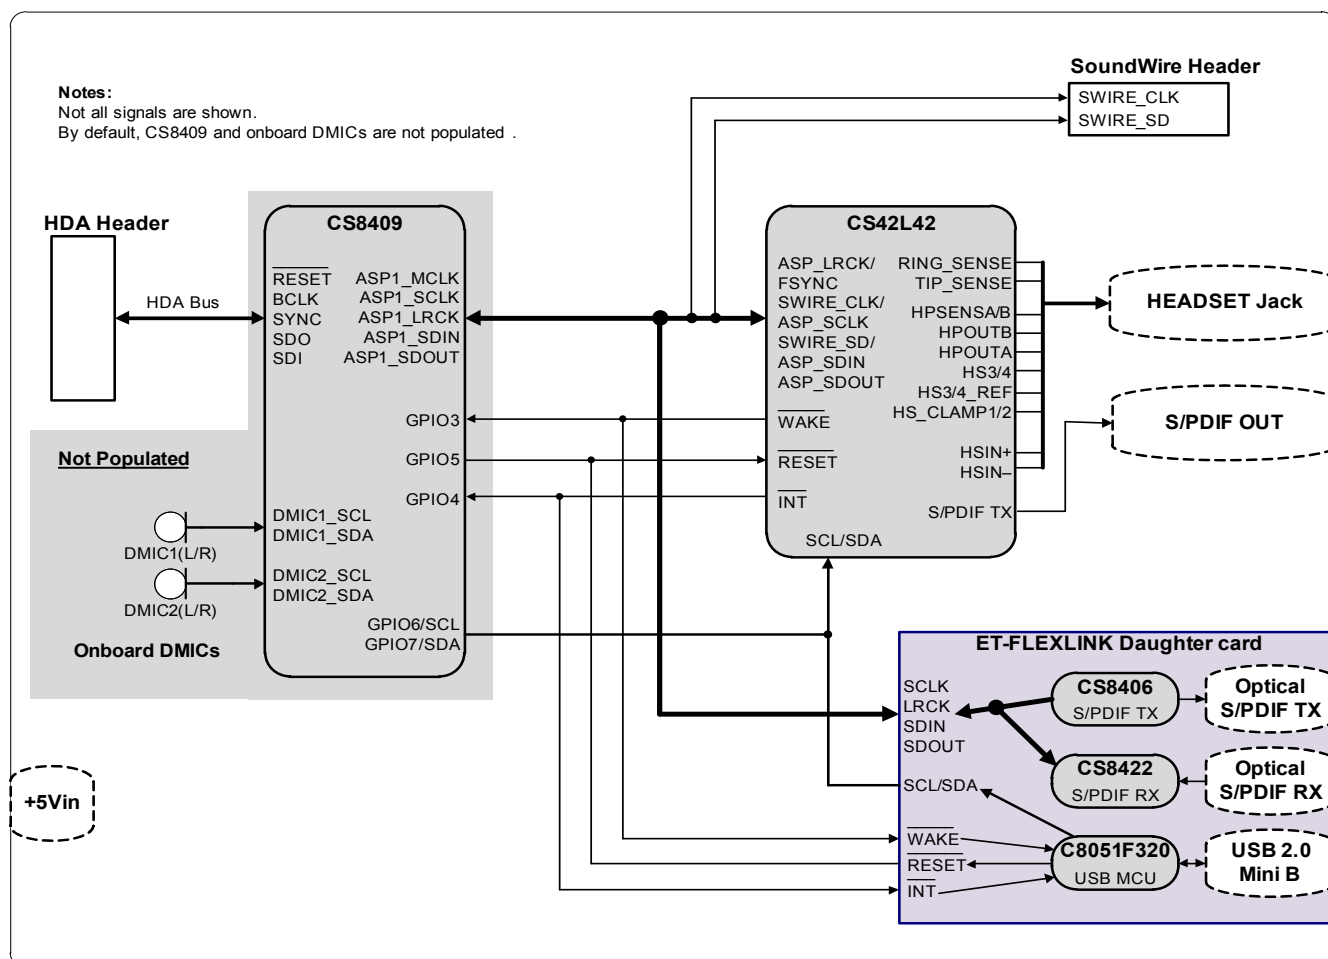 Notes:
Not all signals are shown.
By default, CS8409 and onboard DMICs are not populated .
SoundWire Header
SWIRE_CLK
SWIRE_SD
HDA Header
HDA Bus
CS8409
RESET
BCLK
SYNC
SDO
SDI
ASP1_MCLK
ASP1_SCLK
ASP1_LRCK
ASP1_SDIN
ASP1_SDOUT
GPIO3
GPIO5
GPIO4
DMIC1_SCL
DMIC1_SDA
DMIC2_SCL
DMIC2_SDA
GPIO6/SCL
GPIO7/SDA
Not Populated
DMIC1(L/R)
DMIC2(L/R)
Onboard DMICs
CS42L42
ASP_LRCK/
FSYNC
SWIRE_CLK/
ASP_SCLK
SWIRE_SD/
ASP_SDIN
ASP_SDOUT
WAKE
RESET
INT
SCL/SDA
RING_SENSE
TIP_SENSE
HPSENSA/B
HPOUTB
HPOUTA
HS3/4
HS3/4_REF
HS_CLAMP1/2
HSIN+
HSIN–
S/PDIF TX
HEADSET Jack
S/PDIF OUT
ET-FLEXLINK Daughter card
SCLK
LRCK
SDIN
SDOUT
SCL/SDA
WAKE
RESET
INT
CS8406
S/PDIF TX
CS8422
S/PDIF RX
C8051F320
USB MCU
Optical
S/PDIF TX
Optical
S/PDIF RX
USB 2.0
Mini B
+5Vin